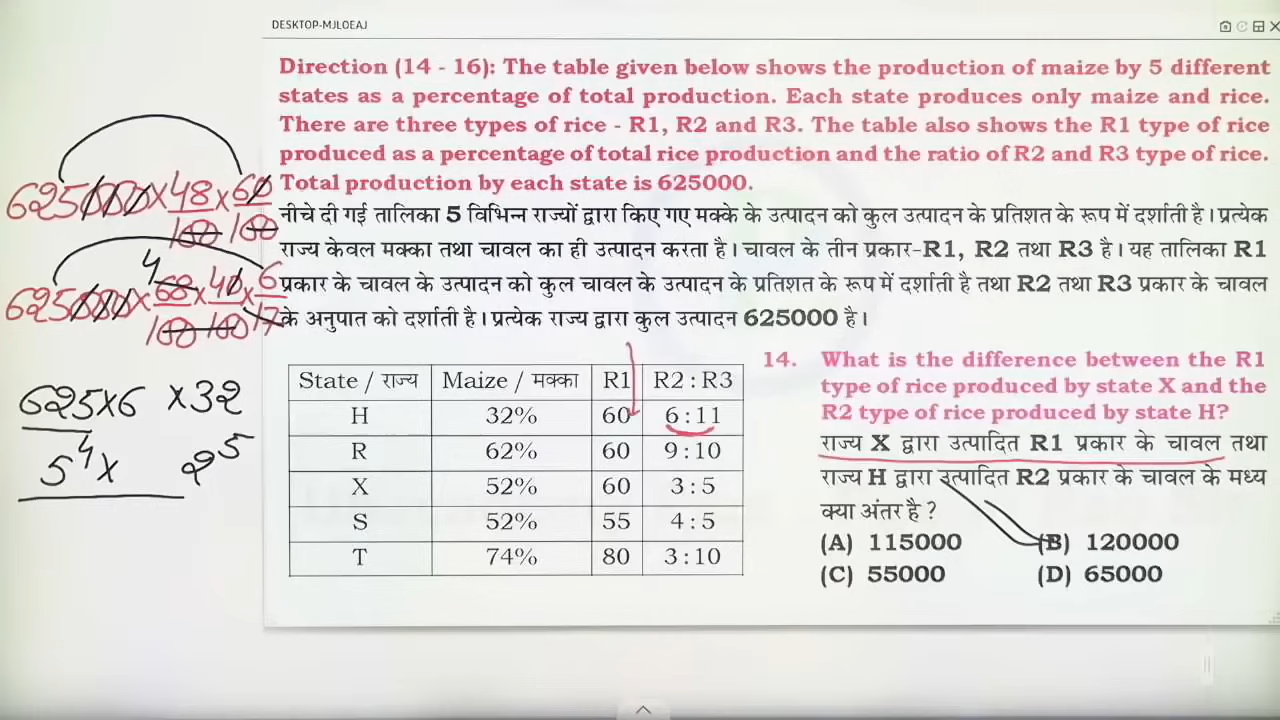 DESKTOP-MJLOEAJ
Direction (14 - 16): The table given below shows the production of maize by 5 different
states as a percentage of total production. Each state produces only maize and rice.
There are three types of rice - R1, R2 and R3. The table also shows the R1 type of rice
produced as a percentage of total rice production and the ratio of R2 and R3 type of rice.
Total production by each state is 625000.
नीचे दी गई तालिका 5 विभिन्न राज्यों द्वारा किए गए मक्के के उत्पादन को कुल उत्पादन के प्रतिशत के रूप में दर्शाती है। प्रत्येक
राज्य केवल मक्का तथा चावल का ही उत्पादन करता है। चावल के तीन प्रकार-R1, R2 तथा R3 है। यह तालिका R1
प्रकार के चावल के उत्पादन को कुल चावल के उत्पादन के प्रतिशत के रूप में दर्शाती है तथा R2 तथा R3 प्रकार के चावल
के अनुपात को दर्शाती है। प्रत्येक राज्य द्वारा कुल उत्पादन 625000 है।
625000×48×60
100 100
4
625000×68×40×6
100 100 17
625×6 ×32
5^4× 2^5
State / राज्य Maize / मक्का R1 R2 : R3
H 32% 60 6 : 11
R 62% 60 9 : 10
X 52% 60 3 : 5
S 52% 55 4 : 5
T 74% 80 3 : 10
14. What is the difference between the R1
type of rice produced by state X and the
R2 type of rice produced by state H?
राज्य X द्वारा उत्पादित R1 प्रकार के चावल तथा
राज्य H द्वारा उत्पादित R2 प्रकार के चावल के मध्य
क्या अंतर है ?
(A) 115000 (B) 120000
(C) 55000 (D) 65000